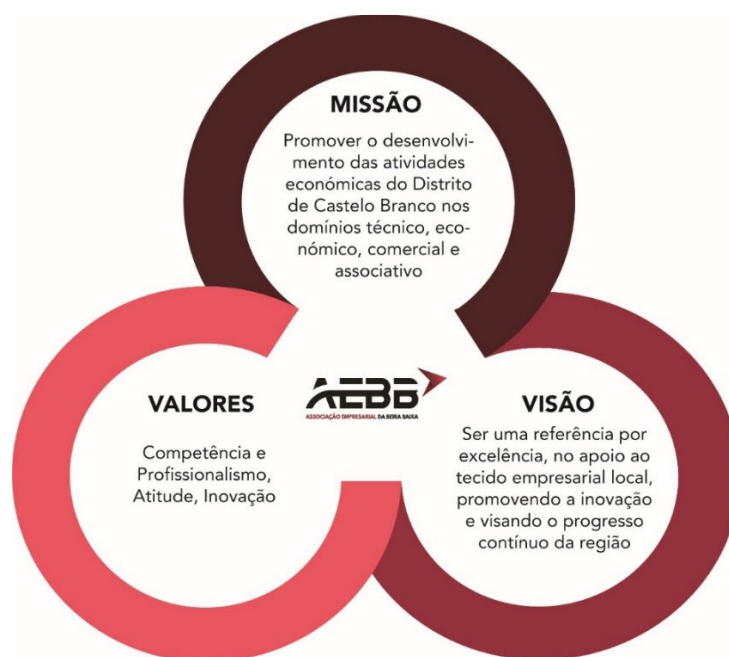 MISSÃO
Promover o desenvolvi-
mento das atividades
económicas do Distrito
de Castelo Branco nos
domínios técnico, eco-
nómico, comercial e
associativo
VALORES
Competência e
Profissionalismo,
Atitude, Inovação
AEBB
ASSOCIAÇÃO EMPRESARIAL DA BEIRA BAIXA
VISÃO
Ser uma referência por
excelência, no apoio ao
tecido empresarial local,
promovendo a inovação
e visando o progresso
contínuo da região